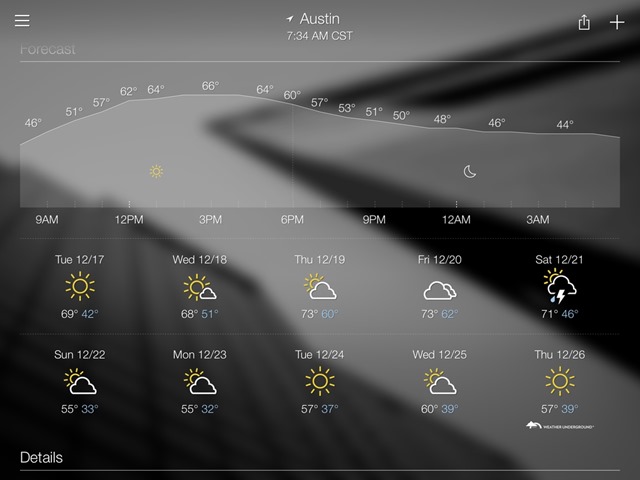 Austin
7:34 AM CST
Forecast
46° 51° 57° 62° 64° 66° 64° 60° 57° 53° 51° 50° 48° 46° 44°
9AM 12PM 3PM 6PM 9PM 12AM 3AM
Tue 12/17 Wed 12/18 Thu 12/19 Fri 12/20 Sat 12/21
69° 42° 68° 51° 73° 60° 73° 62° 71° 46°
Sun 12/22 Mon 12/23 Tue 12/24 Wed 12/25 Thu 12/26
55° 33° 55° 32° 57° 37° 60° 39° 57° 39°
WEATHER UNDERGROUND
Details